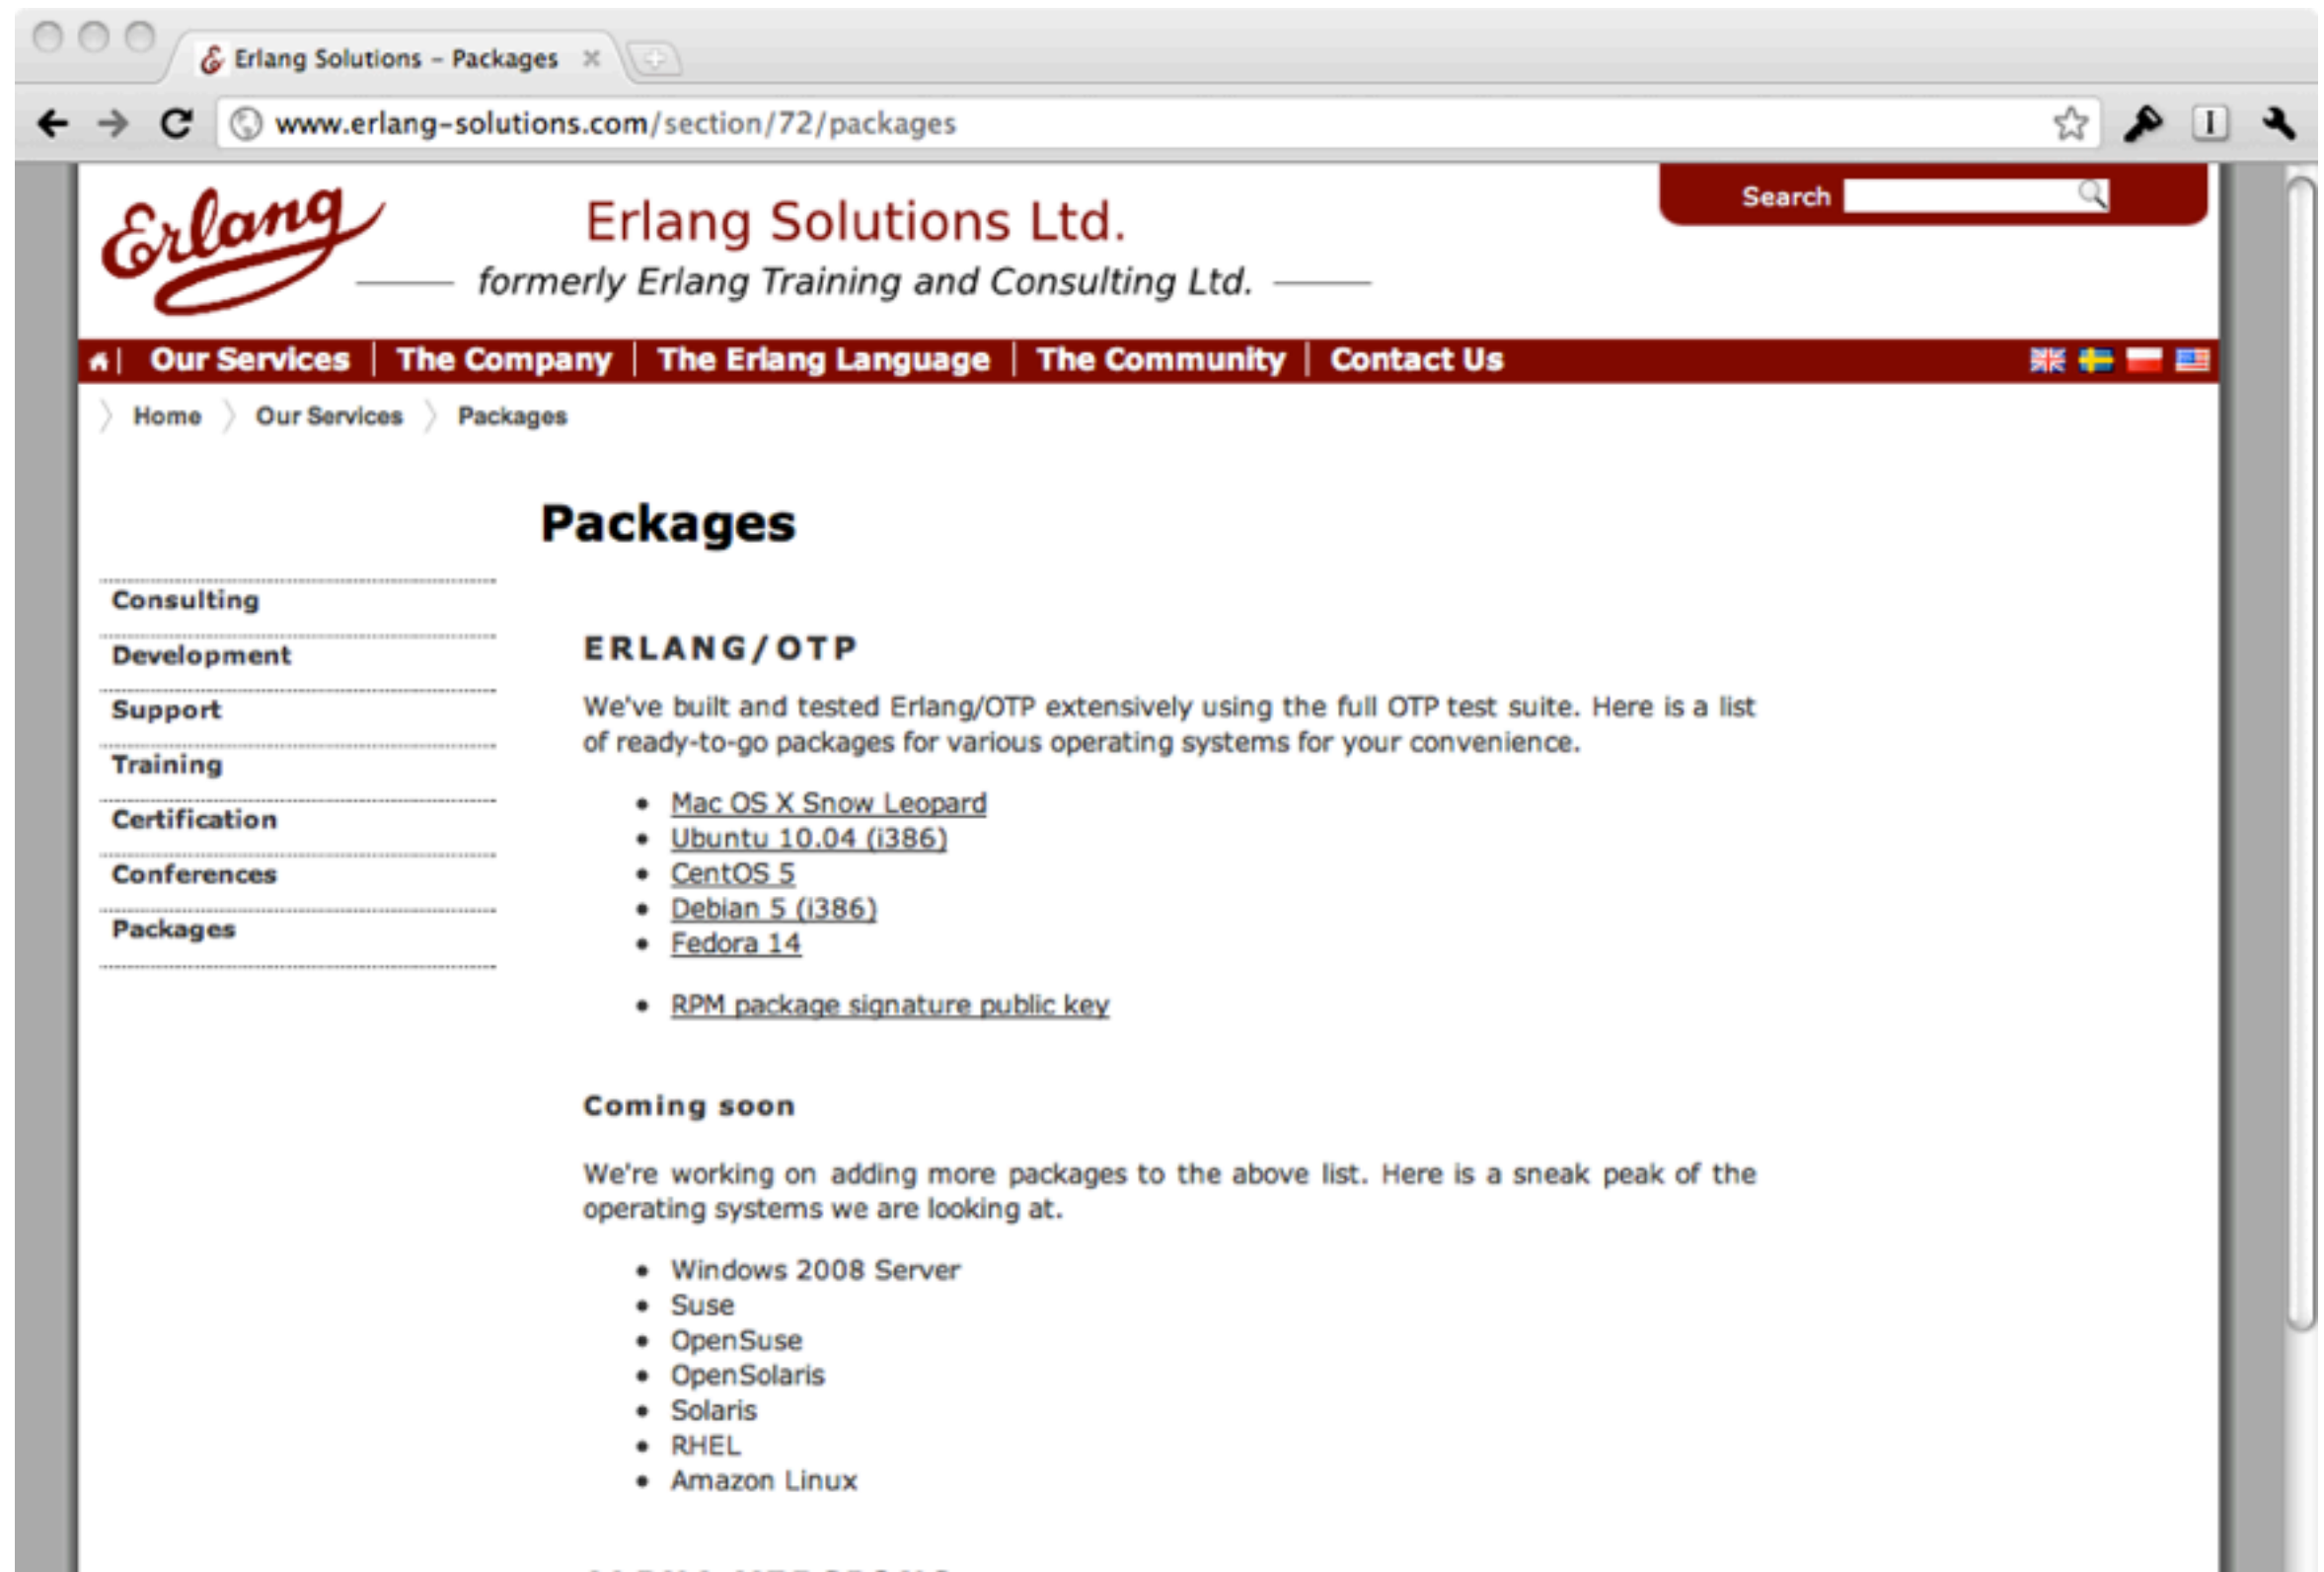 Erlang Solutions – Packages
www.erlang-solutions.com/section/72/packages
Erlang
Erlang Solutions Ltd.
formerly Erlang Training and Consulting Ltd.
Search
Our Services | The Company | The Erlang Language | The Community | Contact Us
Home Our Services Packages
Packages
Consulting
Development
Support
Training
Certification
Conferences
Packages
ERLANG/OTP
We've built and tested Erlang/OTP extensively using the full OTP test suite. Here is a list
of ready-to-go packages for various operating systems for your convenience.
• Mac OS X Snow Leopard
• Ubuntu 10.04 (i386)
• CentOS 5
• Debian 5 (i386)
• Fedora 14
• RPM package signature public key
Coming soon
We're working on adding more packages to the above list. Here is a sneak peak of the
operating systems we are looking at.
• Windows 2008 Server
• Suse
• OpenSuse
• OpenSolaris
• Solaris
• RHEL
• Amazon Linux